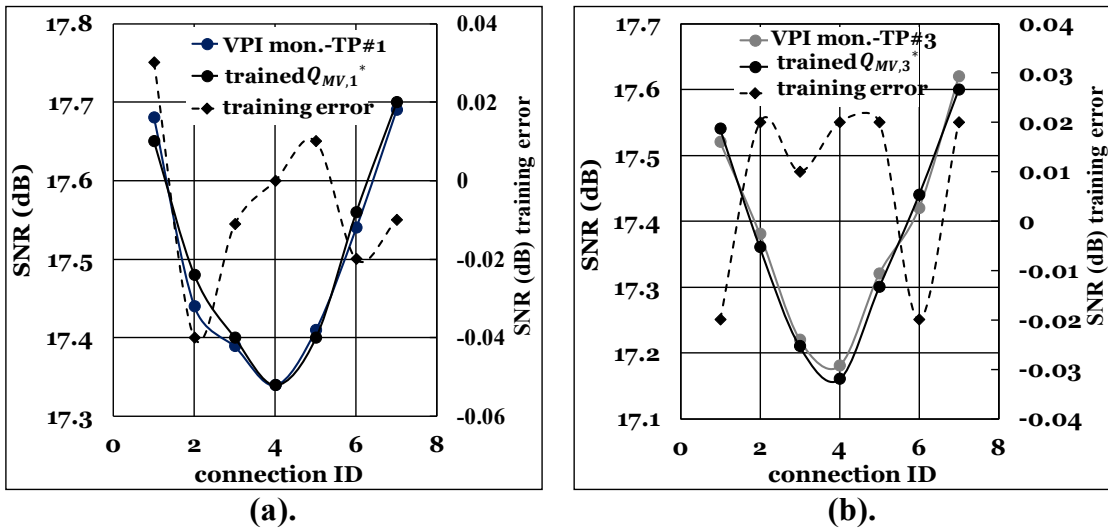 17.8
17.7
17.6
17.5
17.4
17.3
SNR (dB)
0 2 4 6 8
connection ID
0.04
0.02
0
-0.02
-0.04
-0.06
SNR (dB) training error
VPI mon.-TP#1
trained Q_{MV,1}^*
training error
(a).
17.7
17.6
17.5
17.4
17.3
17.2
17.1
SNR (dB)
0 2 4 6 8
connection ID
0.04
0.03
0.02
0.01
0
-0.01
-0.02
-0.03
-0.04
SNR (dB) training error
VPI mon.-TP#3
trained Q_{MV,3}^*
training error
(b).